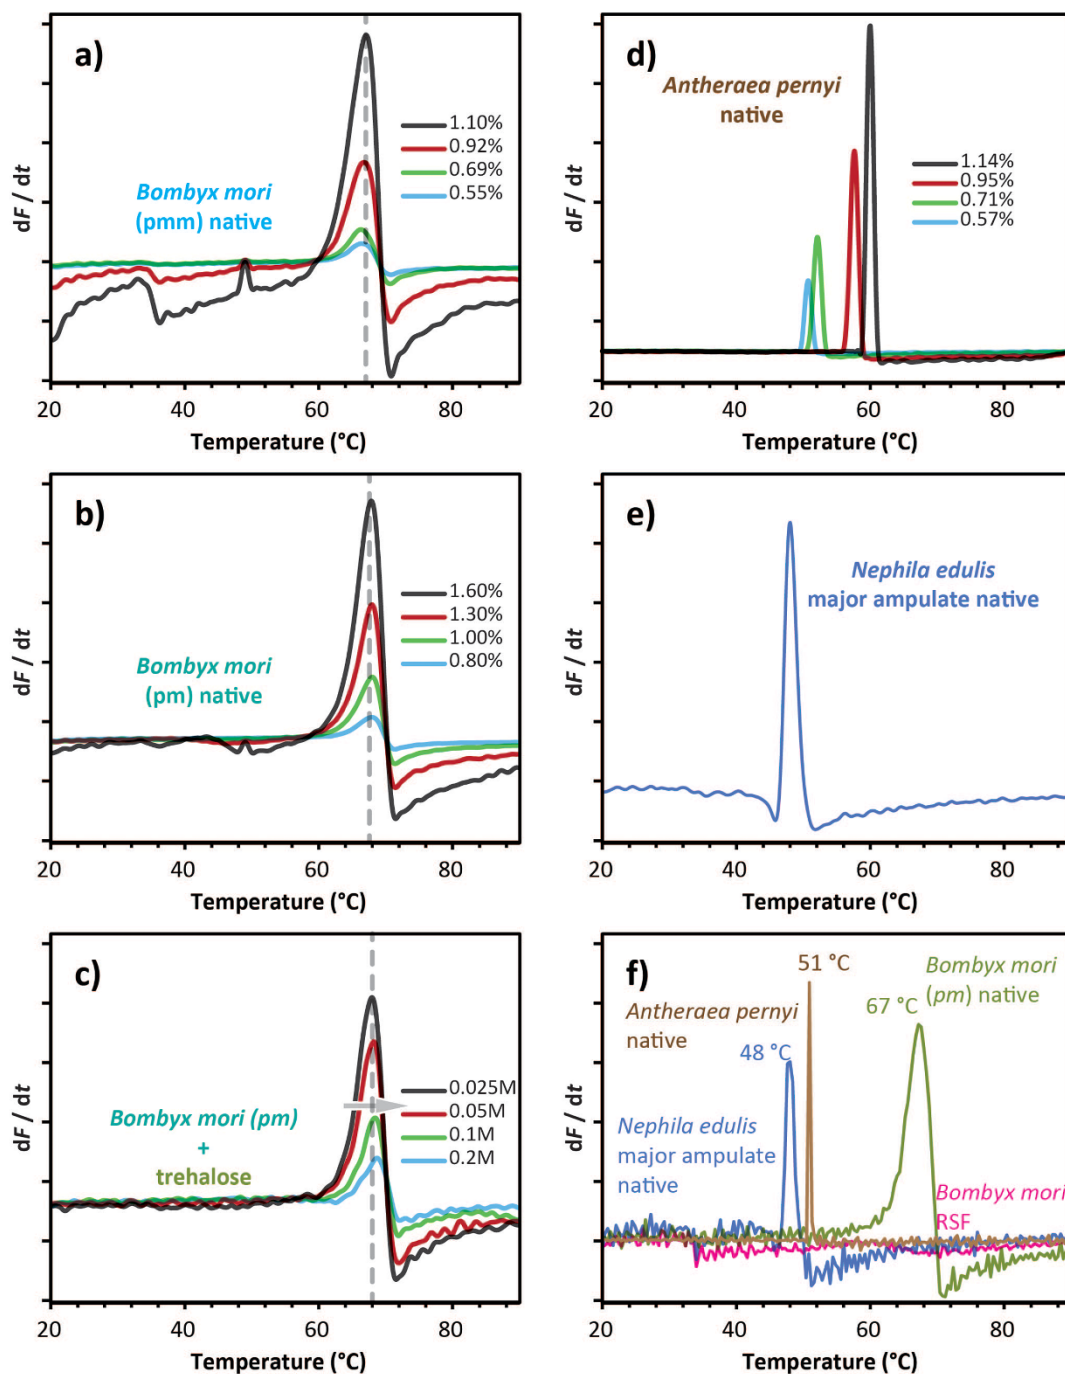 a)
dF / dt
Bombyx mori
(pmm) native
1.10%
0.92%
0.69%
0.55%
20 40 60 80
Temperature (°C)
d)
dF / dt
Antheraea pernyi
native
1.14%
0.95%
0.71%
0.57%
20 40 60 80
Temperature (°C)
b)
dF / dt
Bombyx mori
(pm) native
1.60%
1.30%
1.00%
0.80%
20 40 60 80
Temperature (°C)
e)
dF / dt
Nephila edulis
major ampulate native
20 40 60 80
Temperature (°C)
c)
dF / dt
Bombyx mori (pm)
+
trehalose
0.025M
0.05M
0.1M
0.2M
20 40 60 80
Temperature (°C)
f)
dF / dt
51 °C
Antheraea pernyi
native
48 °C
Nephila edulis
major ampulate
native
Bombyx mori
(pm) native
67 °C
Bombyx mori
RSF
20 40 60 80
Temperature (°C)